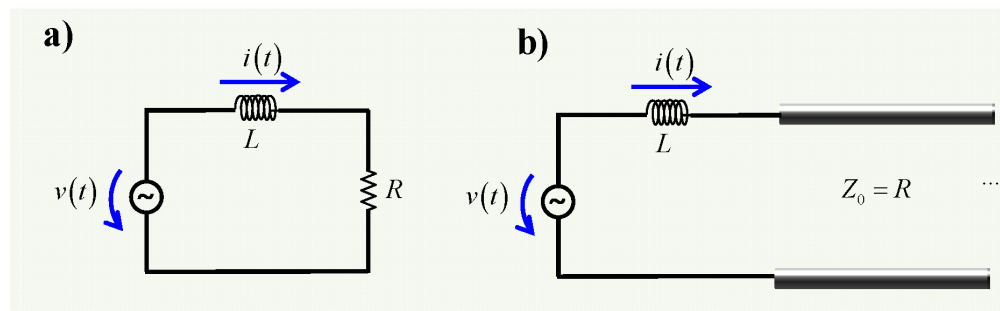 a)
i(t)
L
v(t)
~
R
b)
i(t)
L
v(t)
~
Z₀ = R
...